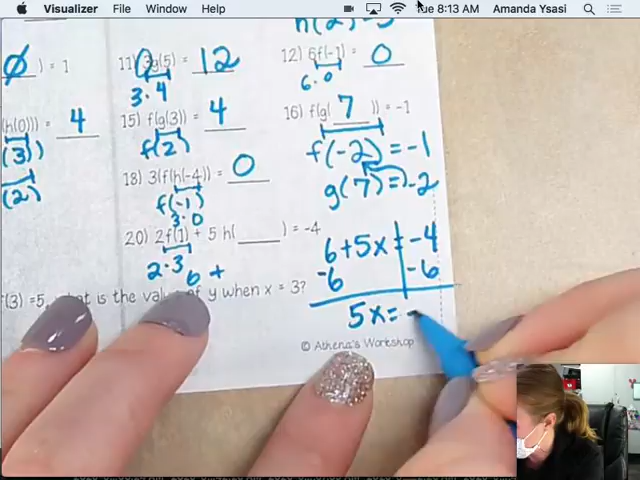 Visualizer File Window Help Tue 8:13 AM Amanda Ysasi
h(2)
Ø ) = 1 11) 3g(5) = 12 12) 6f(-1) = 0
3·4 6·0
(h(0))) = 4 15) f(g(3)) = 4 16) f(g( 7 )) = -1
(3)) f(2) f(-2) = -1
(2) 18) 3(f(h(-4)) = 0 g(7) = -2
f(-1)
3·0
20) 2f(1) + 5 h( ) = -4 6+5x = -4
2·3 6 + -6 -6
f(3) =5, what is the value of y when x = 3? 5x = -
© Athena's Workshop